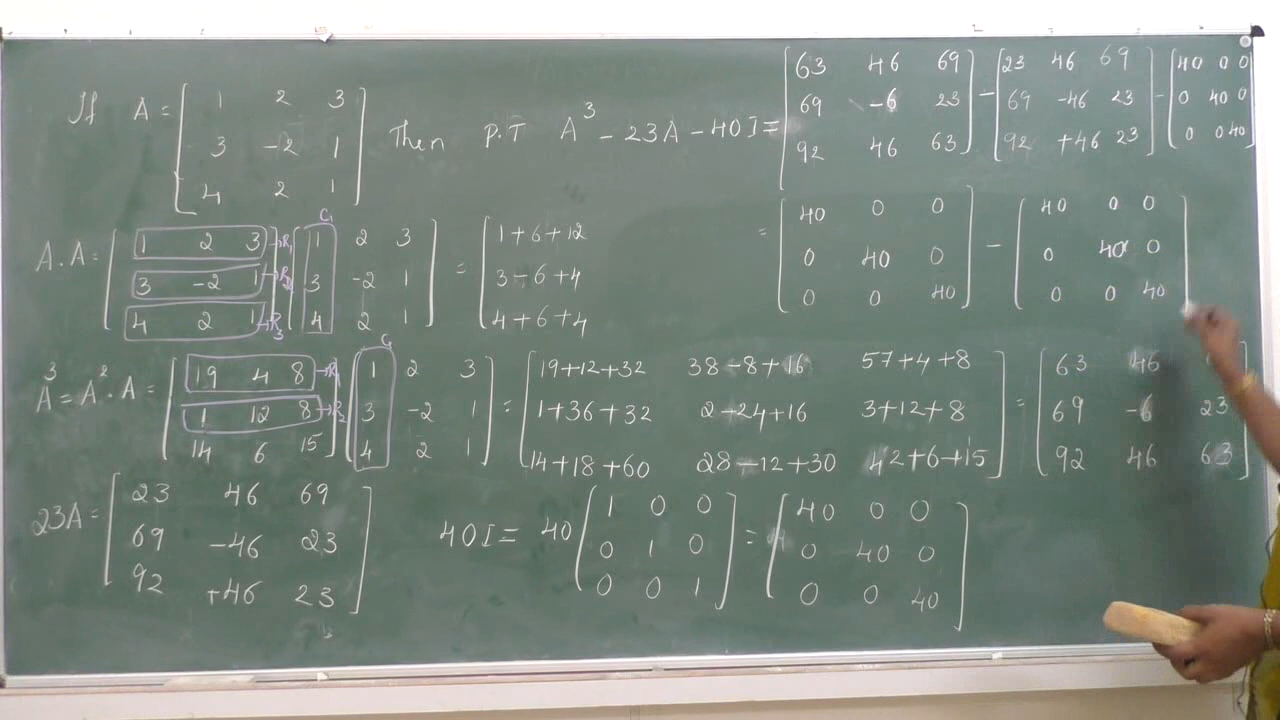 If A = [ 1 2 3 Then P.T A³ - 23A - 40I = [ 63 46 69 ] - [ 23 46 69 ] - [ 40 0 0 ]
3 -2 1 69 -6 23 69 -46 23 0 40 0
4 2 1 ] 92 46 63 92 +46 23 0 0 40
A.A = [ 1 2 3 →R1 ] [ C1 1 2 3 ] = [ 1+6+12 = [ 40 0 0 ] - [ 40 0 0 ]
3 -2 1 →R2 3 -2 1 3-6+4 0 40 0 0 40 0
4 2 1 →R3 4 2 1 4+6+4 0 0 40 0 0 40
A³ = A².A = [ 19 4 8 →R1 ] [ C1 1 2 3 ] = [ 19+12+32 38-8+16 57+4+8 ] = [ 63 46
1 12 8 →R2 3 -2 1 1+36+32 2-24+16 3+12+8 69 -6 23
14 6 15 4 2 1 14+18+60 28-12+30 42+6+15 92 46 63 ]
23A = [ 23 46 69 ] 40I = 40 [ 1 0 0 ] = [ 40 0 0 ]
69 -46 23 0 1 0 0 40 0
92 +46 23 0 0 1 0 0 40